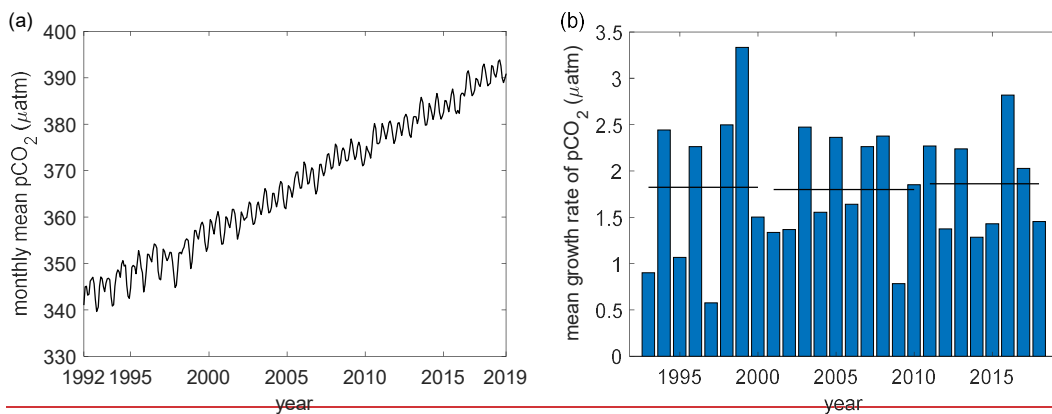 (a)
400
390
380
370
360
350
340
330
monthly mean pCO2 (μatm)
1992 1995 2000 2005 2010 2015 2019
year
(b)
3.5
3
2.5
2
1.5
1
0.5
0
mean growth rate of pCO2 (μatm)
1995 2000 2005 2010 2015
year